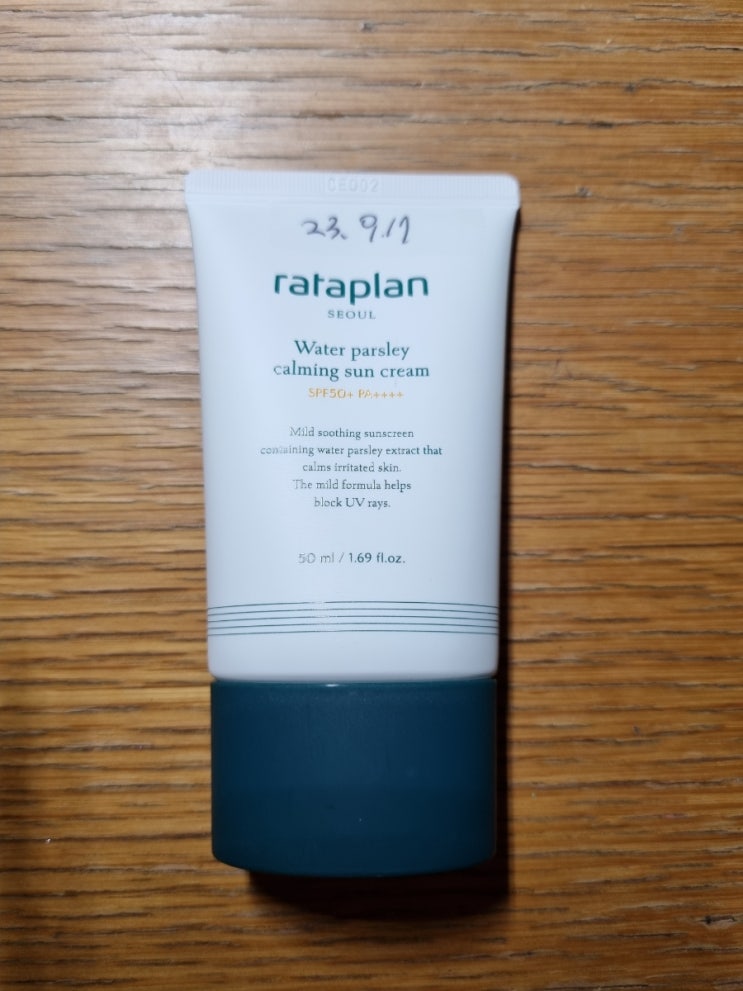 CE002
23. 9.17
rataplan
SEOUL
Water parsley
calming sun cream
SPF50+ PA++++
Mild soothing sunscreen
containing water parsley extract that
calms irritated skin.
The mild formula helps
block UV rays.
50 ml / 1.69 fl.oz.